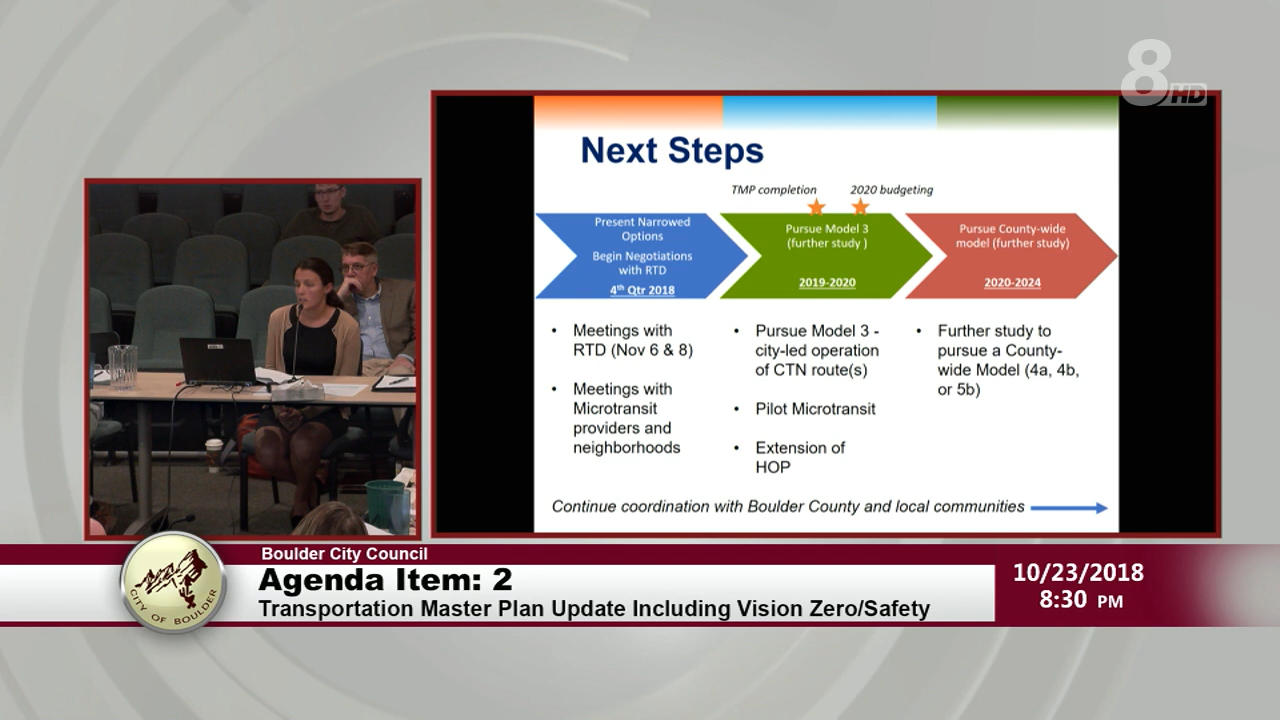 8
HD
Next Steps
TMP completion
2020 budgeting
Present Narrowed
Options
Begin Negotiations
with RTD
4th Qtr 2018
Pursue Model 3
(further study )
2019-2020
Pursue County-wide
model (further study)
2020-2024
• Meetings with
RTD (Nov 6 & 8)
• Meetings with
Microtransit
providers and
neighborhoods
• Pursue Model 3 -
city-led operation
of CTN route(s)
• Pilot Microtransit
• Extension of
HOP
• Further study to
pursue a County-
wide Model (4a, 4b,
or 5b)
Continue coordination with Boulder County and local communities
CITY OF BOULDER
Boulder City Council
Agenda Item: 2
Transportation Master Plan Update Including Vision Zero/Safety
10/23/2018
8:30 PM